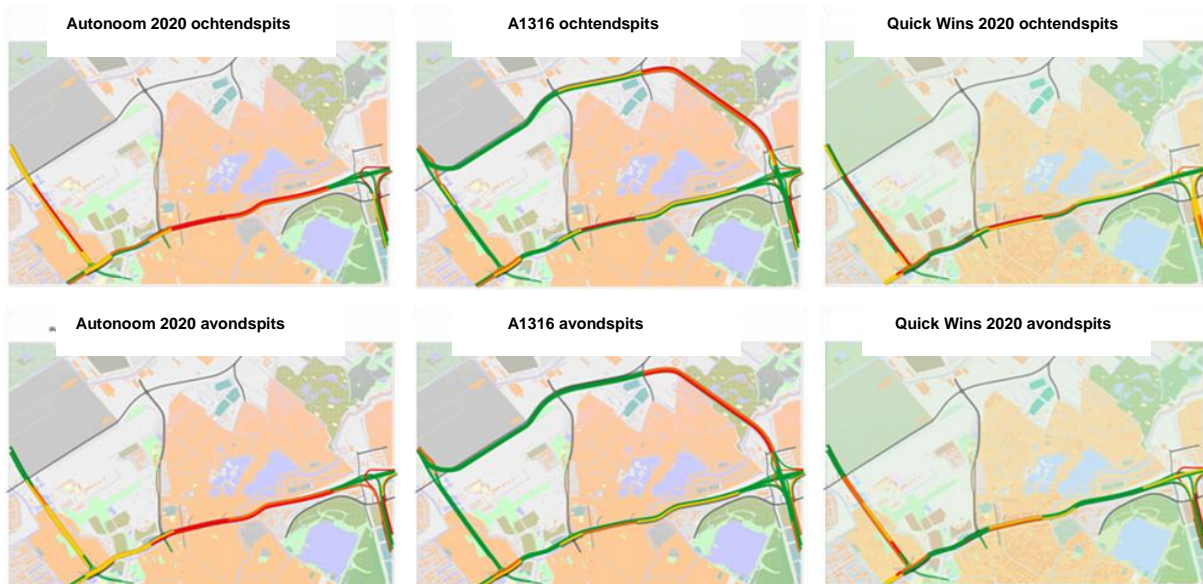 Autonoom 2020 ochtendspits
A1316 ochtendspits
Quick Wins 2020 ochtendspits
Autonoom 2020 avondspits
A1316 avondspits
Quick Wins 2020 avondspits